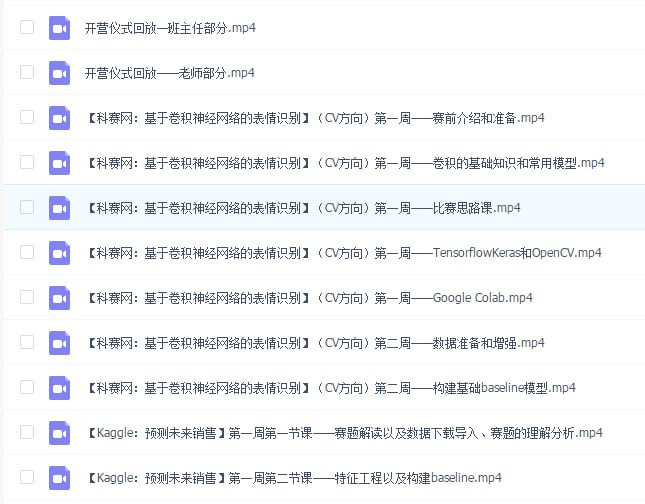 开营仪式回放—班主任部分.mp4
开营仪式回放——老师部分.mp4
【科赛网：基于卷积神经网络的表情识别】（CV方向）第一周——赛前介绍和准备.mp4
【科赛网：基于卷积神经网络的表情识别】（CV方向）第一周——卷积的基础知识和常用模型.mp4
【科赛网：基于卷积神经网络的表情识别】（CV方向）第一周——比赛思路课.mp4
【科赛网：基于卷积神经网络的表情识别】（CV方向）第一周——TensorflowKeras和OpenCV.mp4
【科赛网：基于卷积神经网络的表情识别】（CV方向）第一周——Google Colab.mp4
【科赛网：基于卷积神经网络的表情识别】（CV方向）第二周——数据准备和增强.mp4
【科赛网：基于卷积神经网络的表情识别】（CV方向）第二周——构建基础baseline模型.mp4
【Kaggle：预测未来销售】第一周第一节课——赛题解读以及数据下载导入、赛题的理解分析.mp4
【Kaggle：预测未来销售】第一周第二节课——特征工程以及构建baseline.mp4